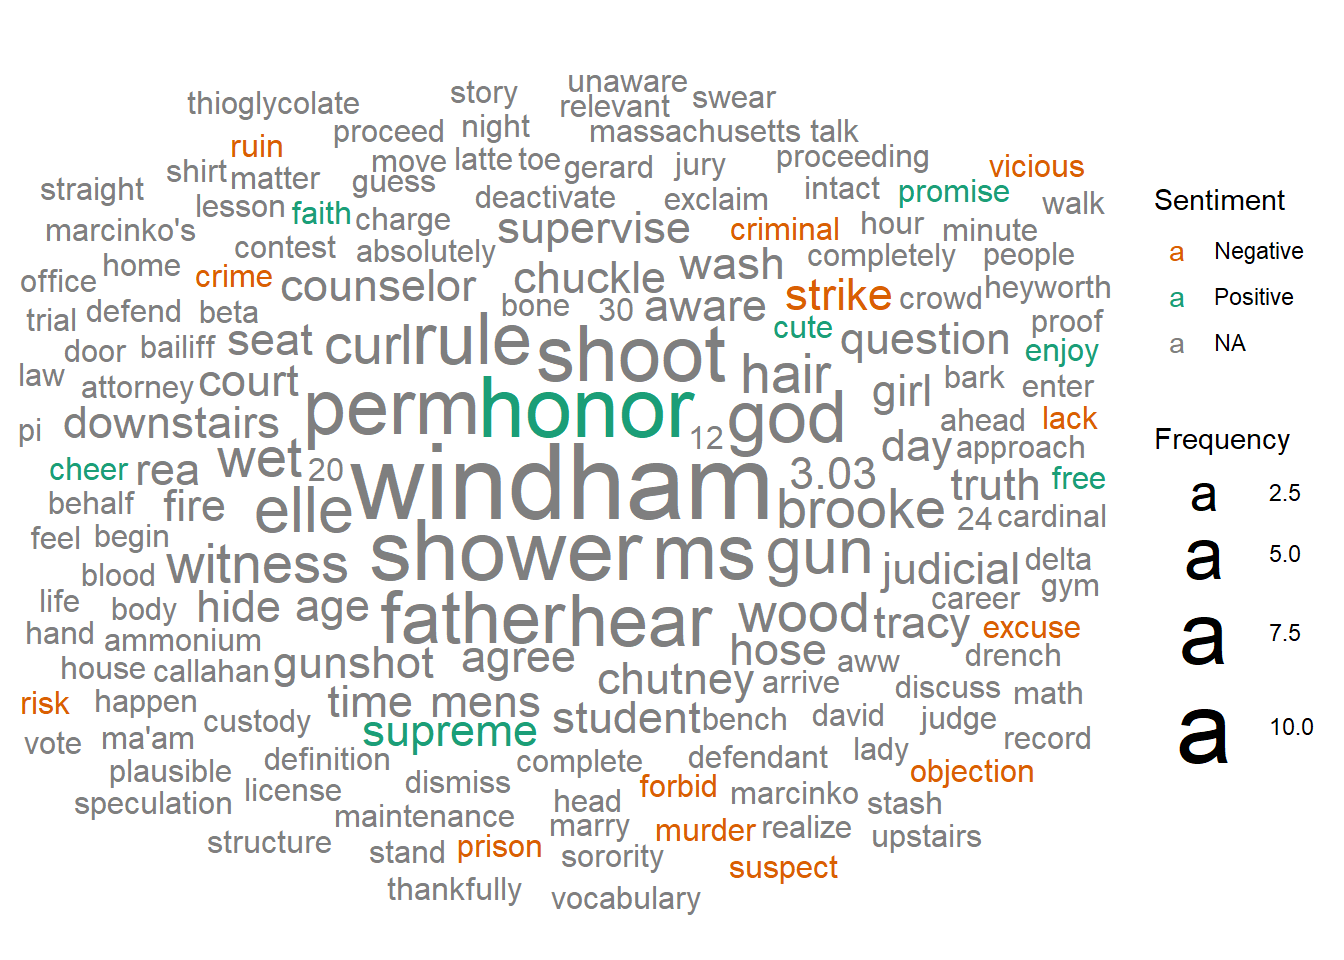 unaware
story
thioglycolate
relevant
swear
proceed
night
massachusetts
talk
ruin
move
latte
toe
gerard
jury
proceeding
vicious
shirt
matter
guess
straight
deactivate
exclaim
intact
promise
walk
lesson
faith
charge
marcinko's
supervise
criminal
hour
minute
contest
absolutely
completely
people
office
home
crime
counselor
chuckle
wash
strike
crowd
heyworth
trial
defend
beta
bone
30
aware
cute
proof
door
bailiff
seat
curl
rule
shoot
question
enjoy
law
attorney
court
hair
girl
bark
enter
pi
downstairs
perm
honor
12
god
ahead
lack
cheer
rea
wet
20
windham
3.03
day
approach
behalf
fire
elle
brooke
truth
free
24
cardinal
feel
begin
blood
witness
shower
ms
gun
judicial
delta
life
body
hide
age
father
hear
wood
tracy
career
gym
hand
ammonium
excuse
house
callahan
gunshot
agree
hose
aww
drench
risk
happen
time
mens
chutney
arrive
discuss
math
custody
supreme
student
bench
david
judge
vote
ma'am
definition
complete
defendant
lady
record
plausible
license
dismiss
forbid
marcinko
objection
speculation
maintenance
head
stash
structure
marry
murder
realize
upstairs
stand
prison
sorority
suspect
thankfully
vocabulary
Sentiment
a Negative
a Positive
a NA
Frequency
a 2.5
a 5.0
a 7.5
a 10.0